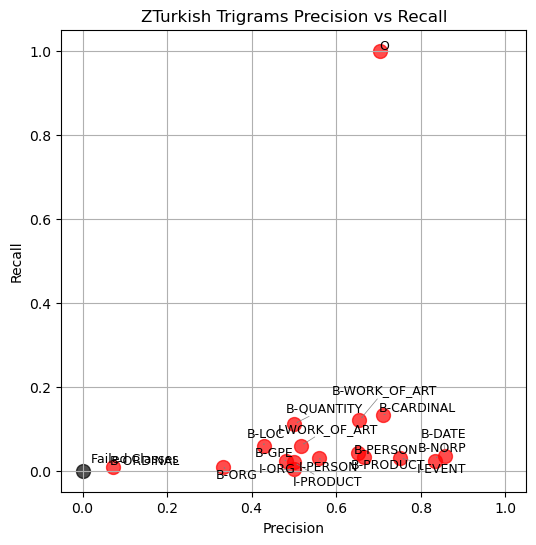 ZTurkish Trigrams Precision vs Recall
1.0
0.8
0.6
0.4
0.2
0.0
Recall
O
B-WORK_OF_ART
B-QUANTITY
B-CARDINAL
B-LOC
I-WORK_OF_ART
B-DATE
B-GPE
B-PERSON
B-NORP
Failed Classes
B-ORDINAL
B-ORG
I-ORG
I-PERSON
B-PRODUCT
I-EVENT
I-PRODUCT
0.0
0.2
0.4
0.6
0.8
1.0
Precision